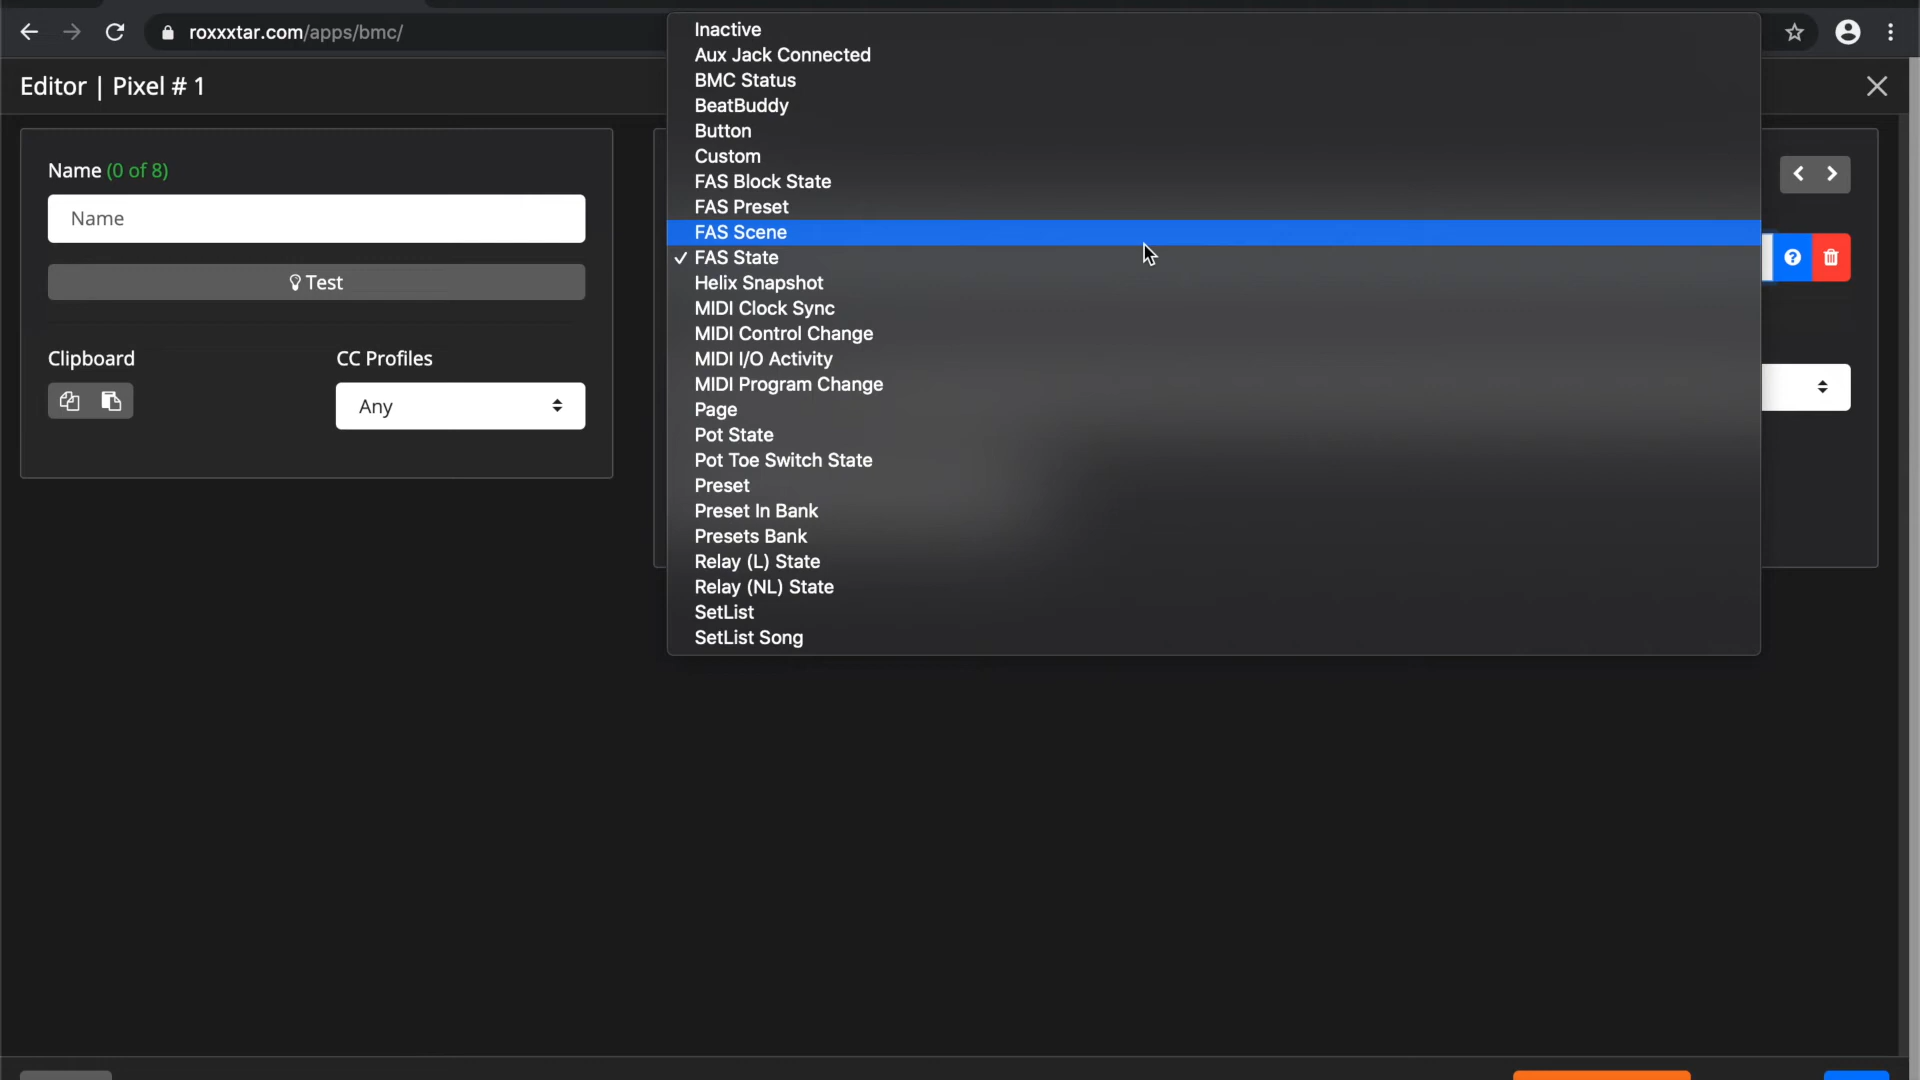 roxxxtar.com/apps/bmc/
Editor | Pixel # 1
Name (0 of 8)
Name
Test
Clipboard
CC Profiles
Any
Inactive
Aux Jack Connected
BMC Status
BeatBuddy
Button
Custom
FAS Block State
FAS Preset
FAS Scene
✓ FAS State
Helix Snapshot
MIDI Clock Sync
MIDI Control Change
MIDI I/O Activity
MIDI Program Change
Page
Pot State
Pot Toe Switch State
Preset
Preset In Bank
Presets Bank
Relay (L) State
Relay (NL) State
SetList
SetList Song